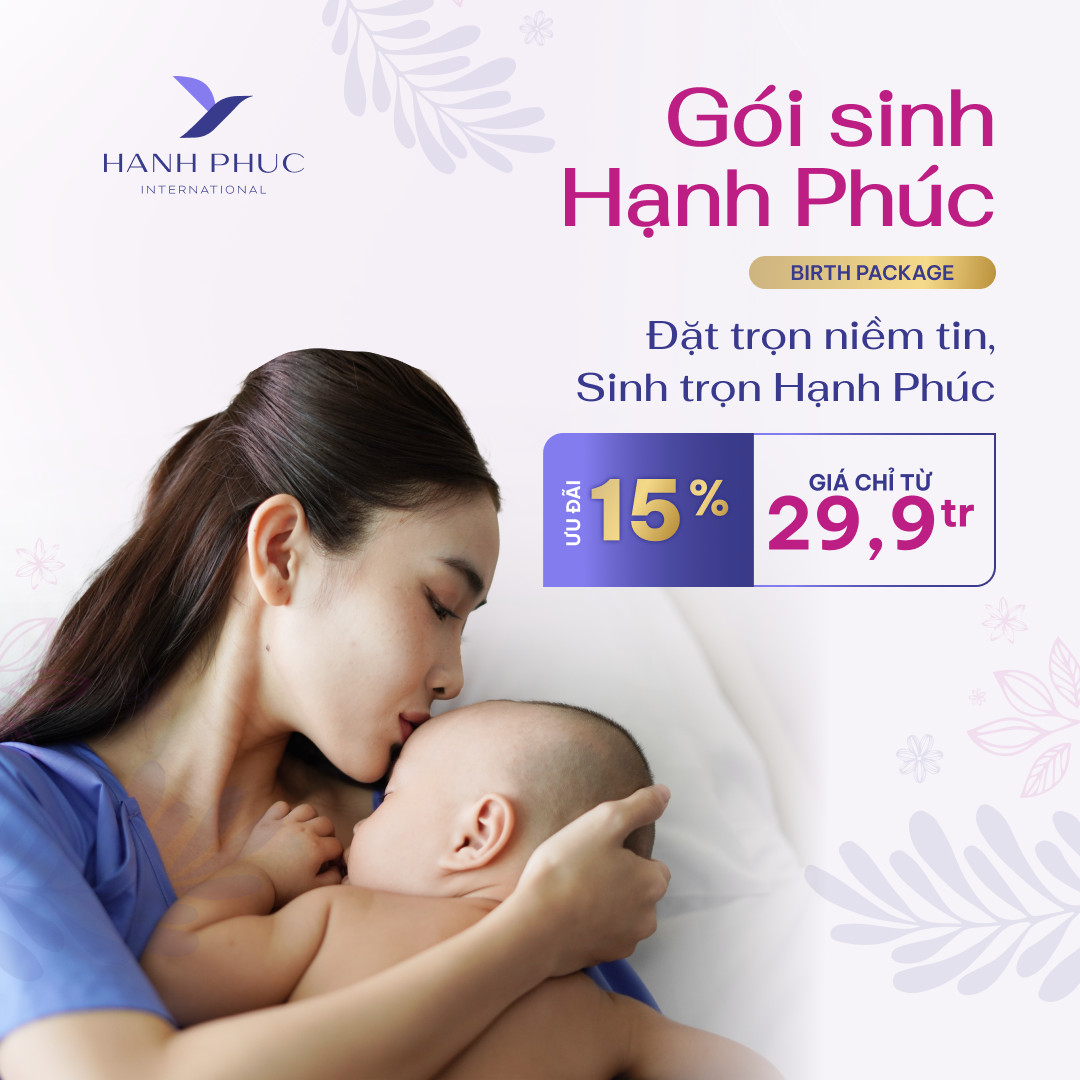 HANH PHUC
INTERNATIONAL
Gói sinh
Hạnh Phúc
BIRTH PACKAGE
Đặt trọn niềm tin,
Sinh trọn Hạnh Phúc
ƯU ĐÃI
15%
GIÁ CHỈ TỪ
29,9tr